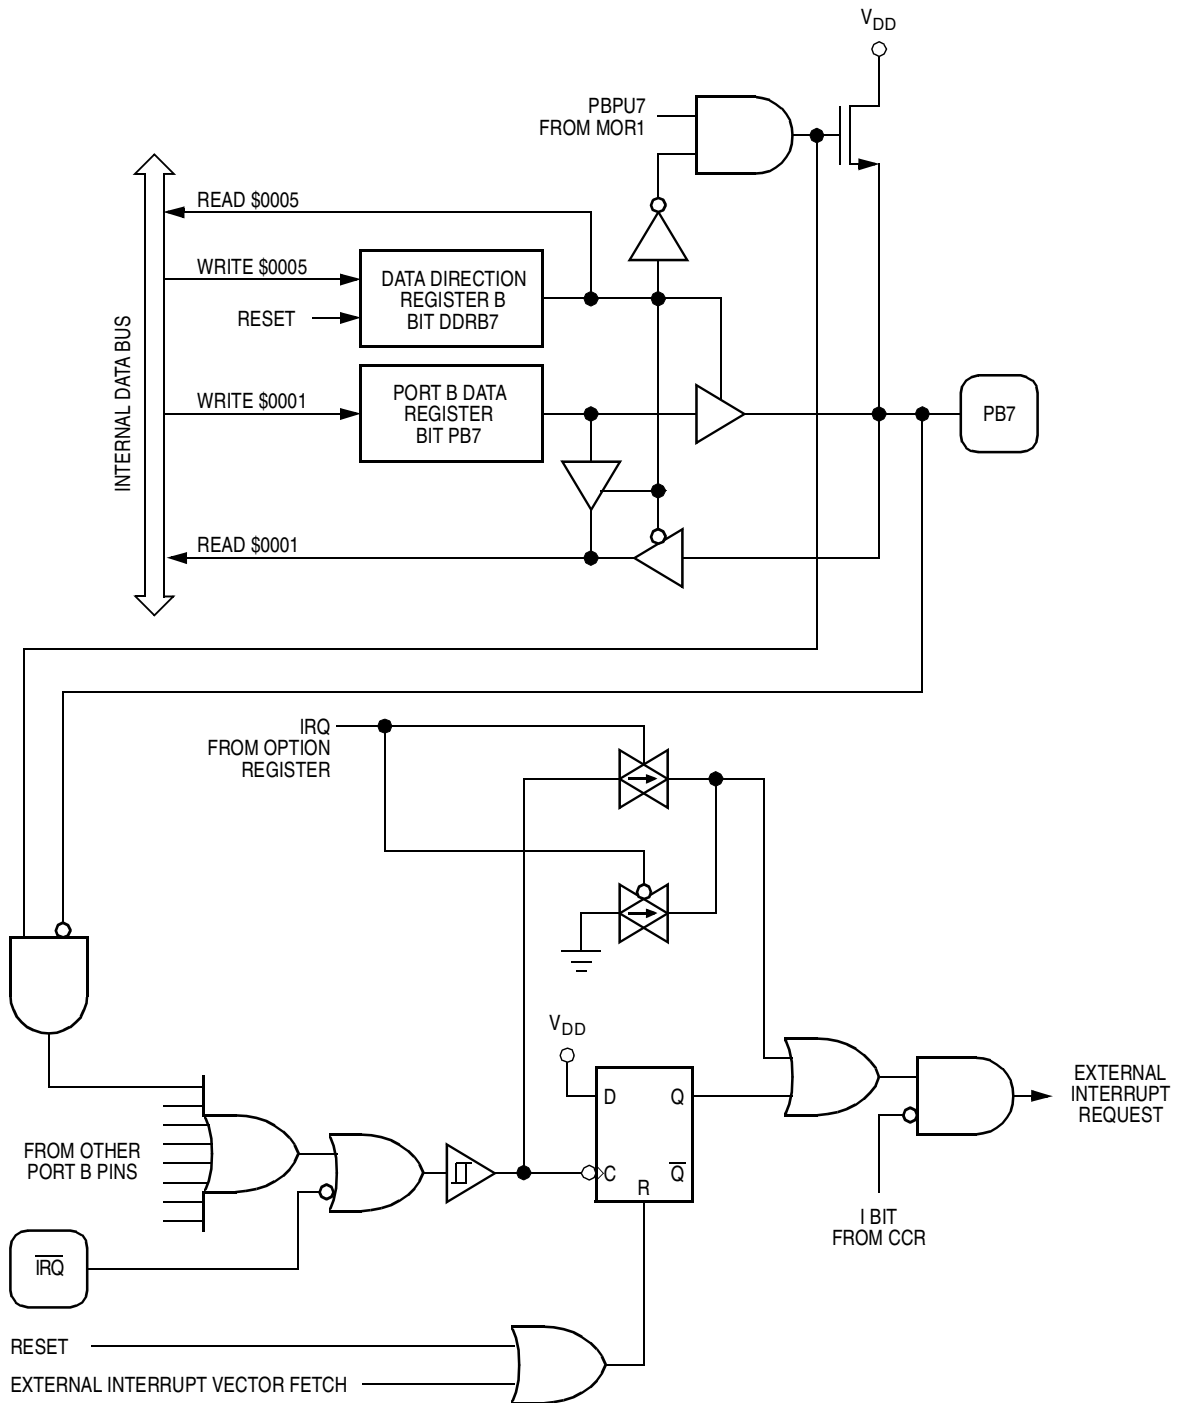 VDD
PBPU7
FROM MOR1
READ $0005
WRITE $0005
DATA DIRECTION
REGISTER B
BIT DDRB7
RESET
INTERNAL DATA BUS
WRITE $0001
PORT B DATA
REGISTER
BIT PB7
PB7
READ $0001
IRQ
FROM OPTION
REGISTER
VDD
D
Q
C
Q
R
EXTERNAL
INTERRUPT
REQUEST
FROM OTHER
PORT B PINS
I BIT
FROM CCR
IRQ
RESET
EXTERNAL INTERRUPT VECTOR FETCH